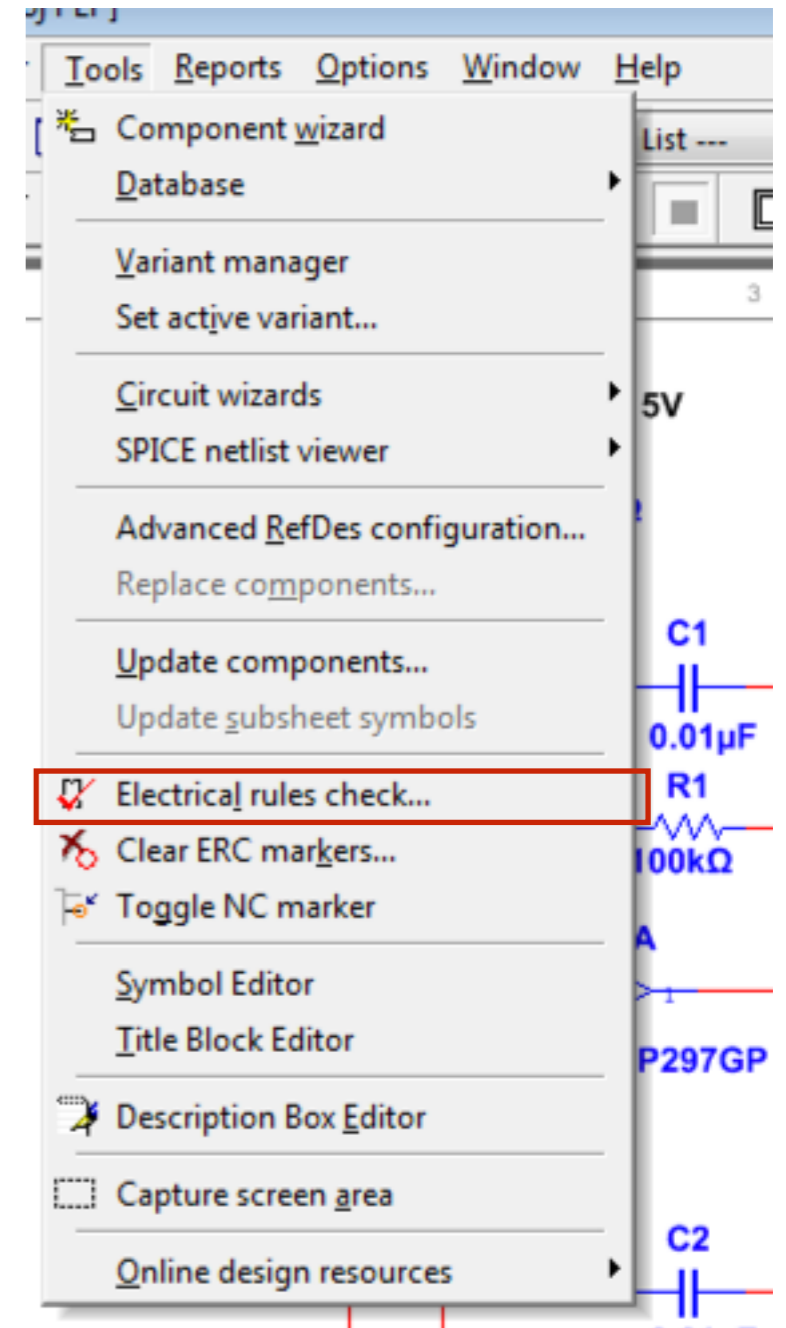 Tools Reports Options Window Help
Component wizard
List ---
Database
Variant manager
3
Set active variant...
Circuit wizards
5V
SPICE netlist viewer
Advanced RefDes configuration...
Replace components...
C1
Update components...
Update subsheet symbols
0.01µF
R1
Electrical rules check...
Clear ERC markers...
100kΩ
Toggle NC marker
A
Symbol Editor
1
Title Block Editor
P297GP
Description Box Editor
Capture screen area
C2
Online design resources